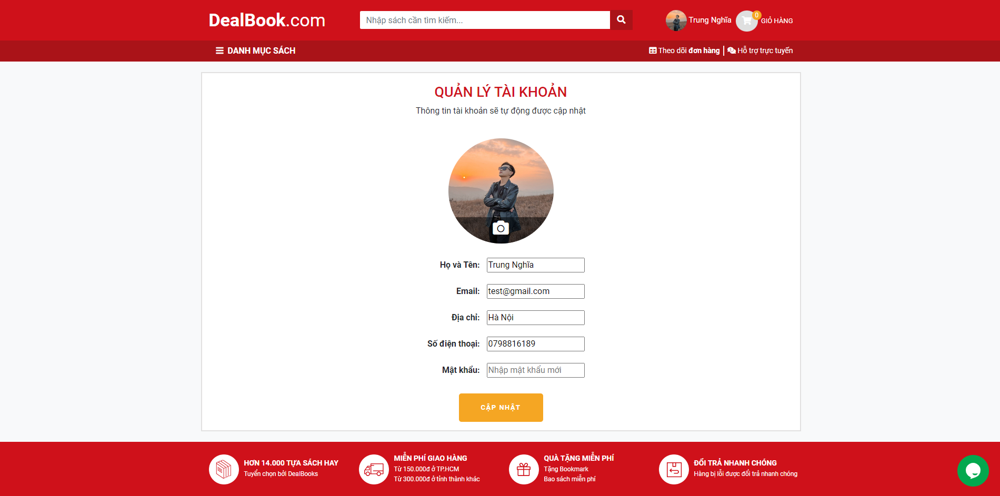 DealBook.com
Nhập sách cần tìm kiếm...
Trung Nghĩa
0
GIỎ HÀNG
DANH MỤC SÁCH
Theo dõi đơn hàng
Hỗ trợ trực tuyến
QUẢN LÝ TÀI KHOẢN
Thông tin tài khoản sẽ tự động được cập nhật
Họ và Tên: Trung Nghĩa
Email: test@gmail.com
Địa chỉ: Hà Nội
Số điện thoại: 0798816189
Mật khẩu: Nhập mật khẩu mới
CẬP NHẬT
HƠN 14.000 TỰA SÁCH HAY
Tuyển chọn bởi DealBooks
MIỄN PHÍ GIAO HÀNG
Từ 150.000đ ở TP.HCM
Từ 300.000đ ở tỉnh thành khác
QUÀ TẶNG MIỄN PHÍ
Tặng Bookmark
Bao sách miễn phí
ĐỔI TRẢ NHANH CHÓNG
Hàng bị lỗi được đổi trả nhanh chóng